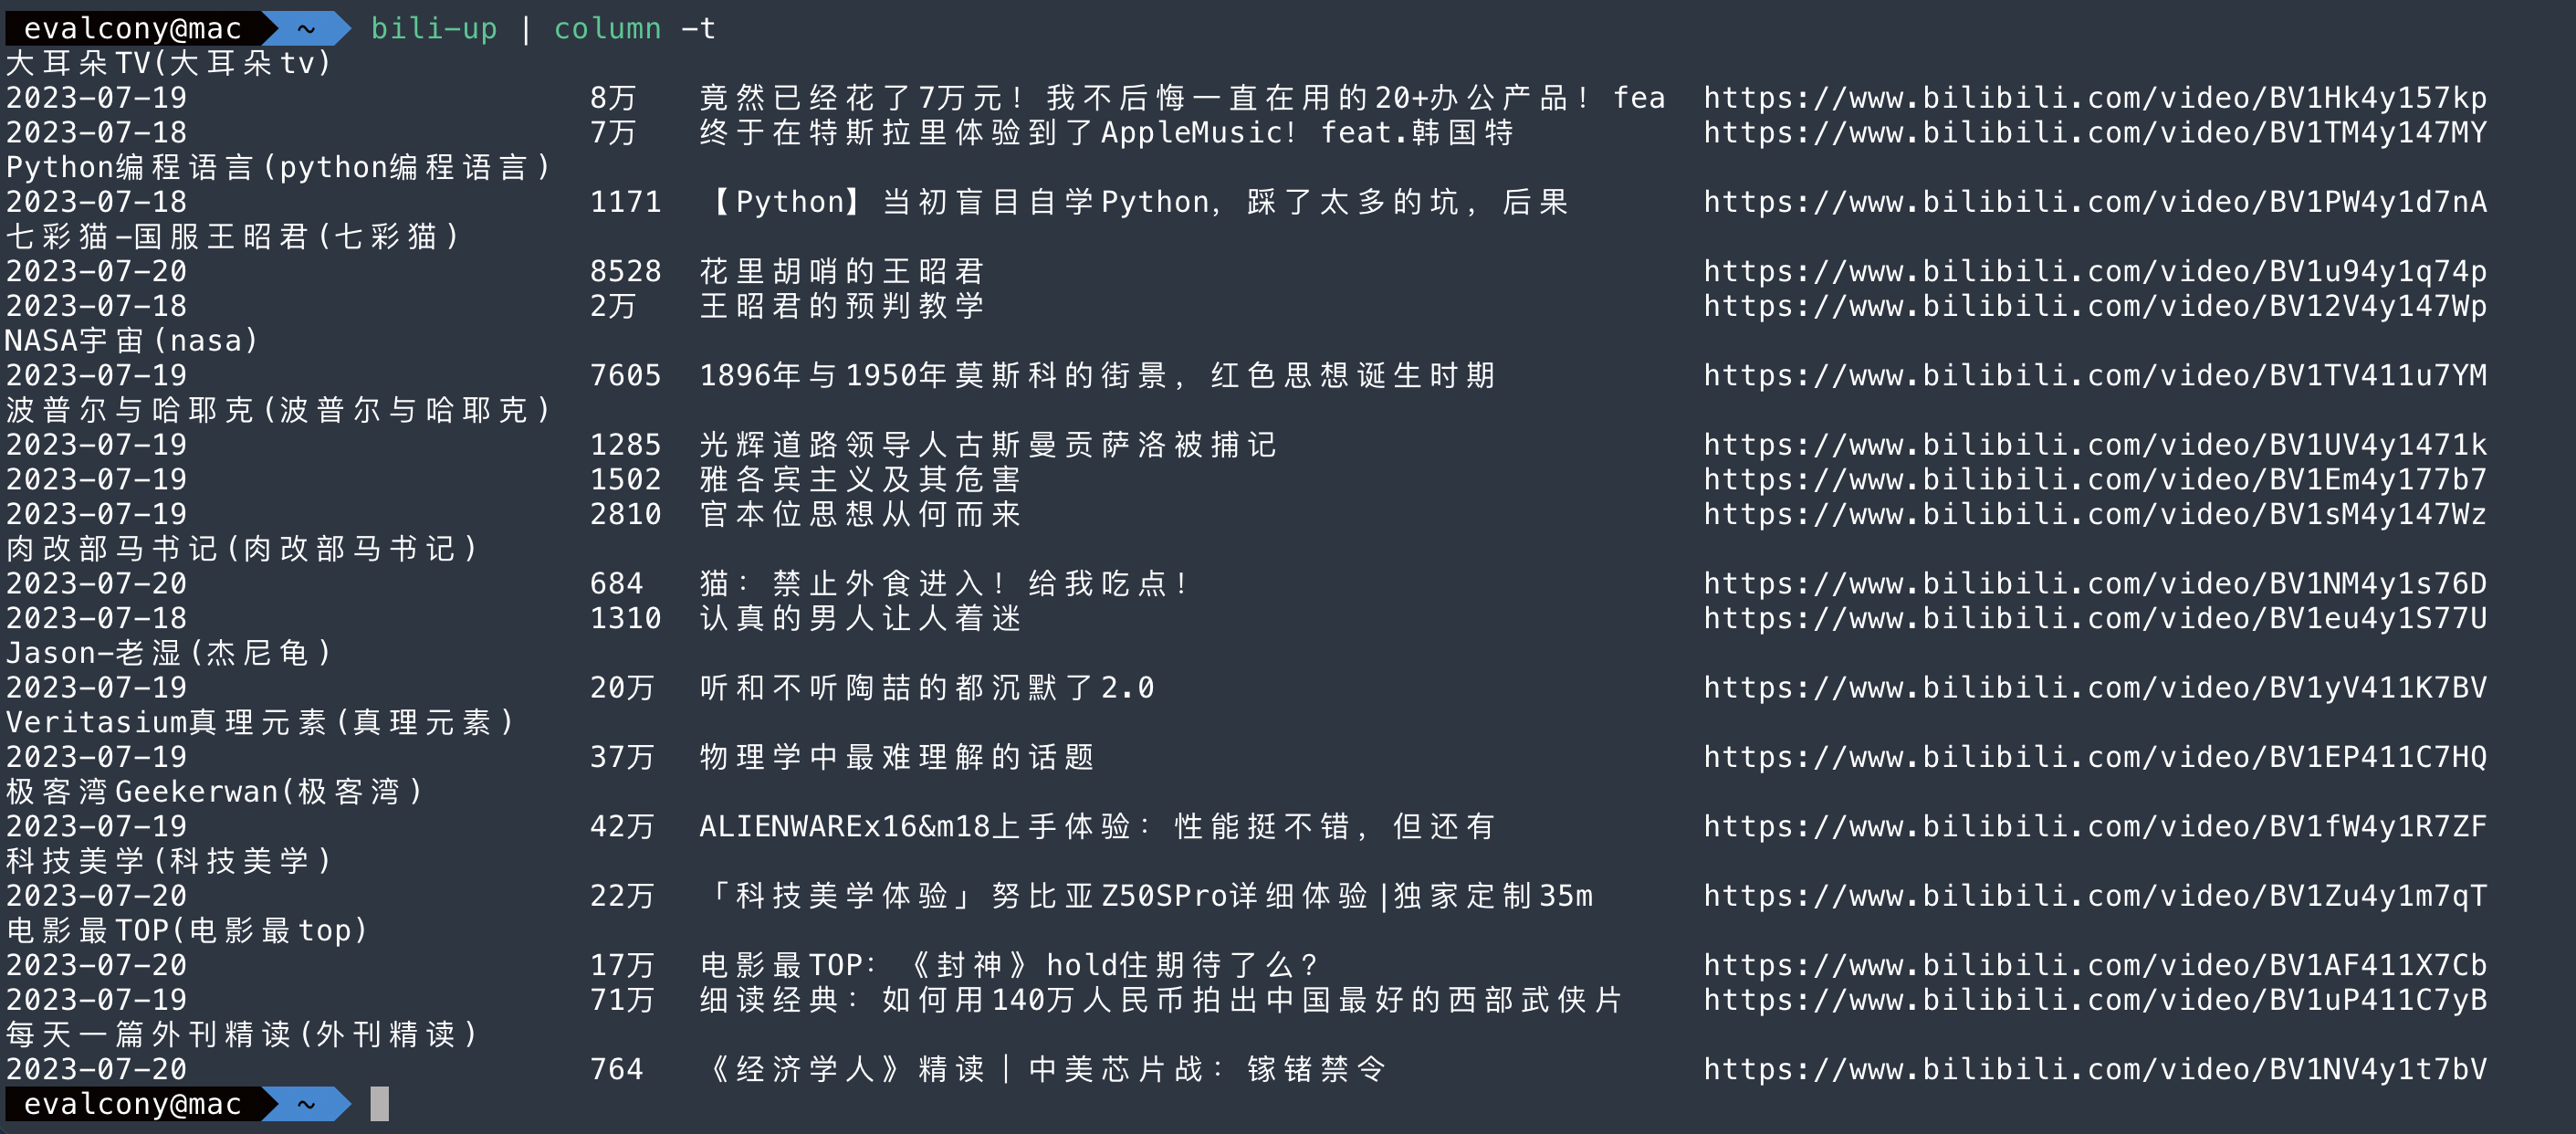 evalcony@mac ~ bili-up | column -t
大耳朵TV(大耳朵tv)
2023-07-19 8万 竟然已经花了7万元！我不后悔一直在用的20+办公产品！fea https://www.bilibili.com/video/BV1Hk4y157kp
2023-07-18 7万 终于在特斯拉里体验到了AppleMusic！feat.韩国特 https://www.bilibili.com/video/BV1TM4y147MY
Python编程语言(python编程语言)
2023-07-18 1171 【Python】当初盲目自学Python，踩了太多的坑，后果 https://www.bilibili.com/video/BV1PW4y1d7nA
七彩猫-国服王昭君(七彩猫)
2023-07-20 8528 花里胡哨的王昭君 https://www.bilibili.com/video/BV1u94y1q74p
2023-07-18 2万 王昭君的预判教学 https://www.bilibili.com/video/BV12V4y147Wp
NASA宇宙(nasa)
2023-07-19 7605 1896年与1950年莫斯科的街景，红色思想诞生时期 https://www.bilibili.com/video/BV1TV411u7YM
波普尔与哈耶克(波普尔与哈耶克)
2023-07-19 1285 光辉道路领导人古斯曼贡萨洛被捕记 https://www.bilibili.com/video/BV1UV4y1471k
2023-07-19 1502 雅各宾主义及其危害 https://www.bilibili.com/video/BV1Em4y177b7
2023-07-19 2810 官本位思想从何而来 https://www.bilibili.com/video/BV1sM4y147Wz
肉改部马书记(肉改部马书记)
2023-07-20 684 猫：禁止外食进入！给我吃点！ https://www.bilibili.com/video/BV1NM4y1s76D
2023-07-18 1310 认真的男人让人着迷 https://www.bilibili.com/video/BV1eu4y1S77U
Jason-老湿(杰尼龟)
2023-07-19 20万 听和不听陶喆的都沉默了2.0 https://www.bilibili.com/video/BV1yV411K7BV
Veritasium真理元素(真理元素)
2023-07-19 37万 物理学中最难理解的话题 https://www.bilibili.com/video/BV1EP411C7HQ
极客湾Geekerwan(极客湾)
2023-07-19 42万 ALIENWAREx16&m18上手体验：性能挺不错，但还有 https://www.bilibili.com/video/BV1fW4y1R7ZF
科技美学(科技美学)
2023-07-20 22万 「科技美学体验」努比亚Z50SPro详细体验|独家定制35m https://www.bilibili.com/video/BV1Zu4y1m7qT
电影最TOP(电影最top)
2023-07-20 17万 电影最TOP：《封神》hold住期待了么？ https://www.bilibili.com/video/BV1AF411X7Cb
2023-07-19 71万 细读经典：如何用140万人民币拍出中国最好的西部武侠片 https://www.bilibili.com/video/BV1uP411C7yB
每天一篇外刊精读(外刊精读)
2023-07-20 764 《经济学人》精读｜中美芯片战：镓锗禁令 https://www.bilibili.com/video/BV1NV4y1t7bV
evalcony@mac ~